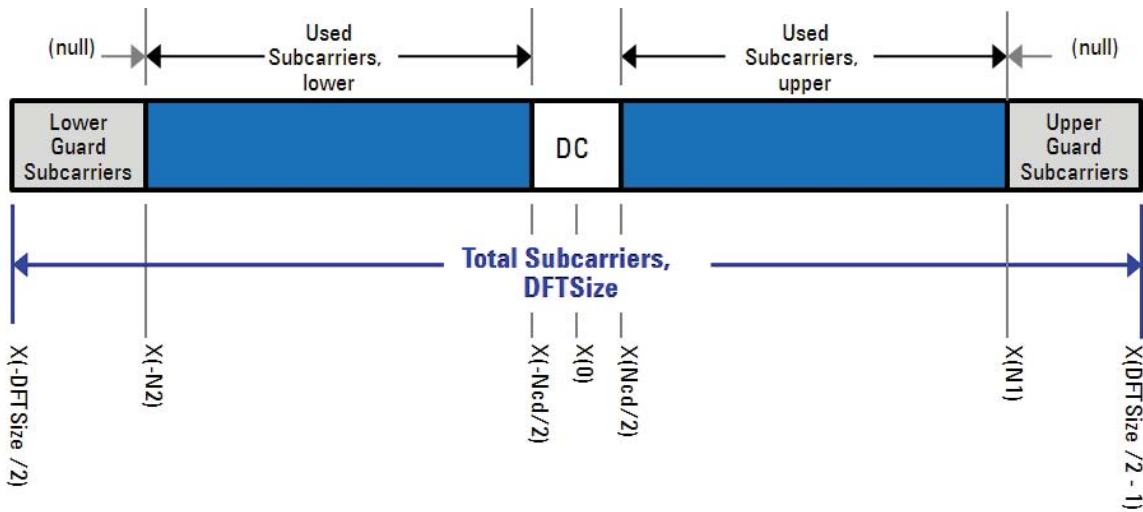 (null)
Used
Subcarriers,
lower
Used
Subcarriers,
upper
(null)
Lower
Guard
Subcarriers
DC
Upper
Guard
Subcarriers
Total Subcarriers,
DFTSize
X(-DFTSize /2)
X(-N2)
X(-Ncd/2)
X(0)
X(Ncd/2)
X(N1)
X(DFTSize /2 - 1)